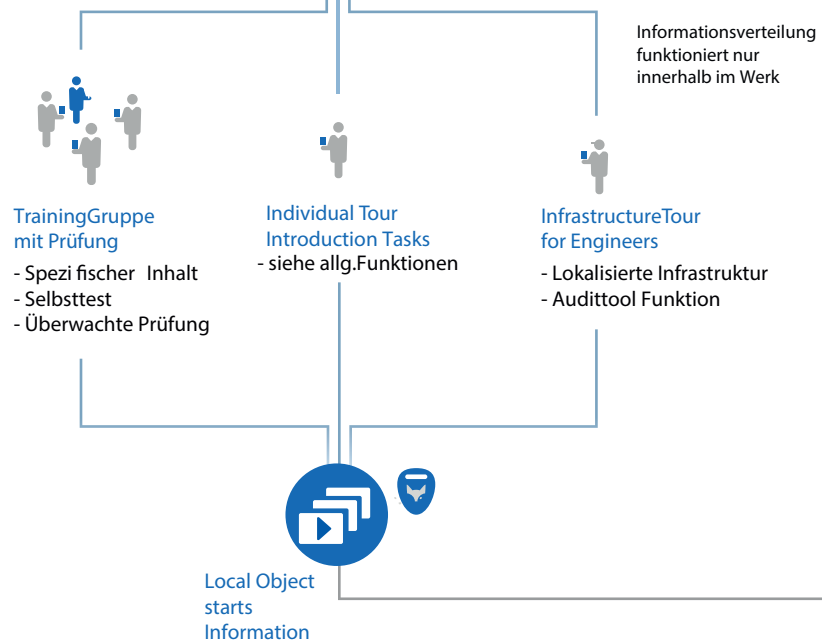 Informationsverteilung
funktioniert nur
innerhalb im Werk
TrainingGruppe
mit Prüfung
- Spezi fischer Inhalt
- Selbsttest
- Überwachte Prüfung
Individual Tour
Introduction Tasks
- siehe allg.Funktionen
InfrastructureTour
for Engineers
- Lokalisierte Infrastruktur
- Audittool Funktion
Local Object
starts
Information